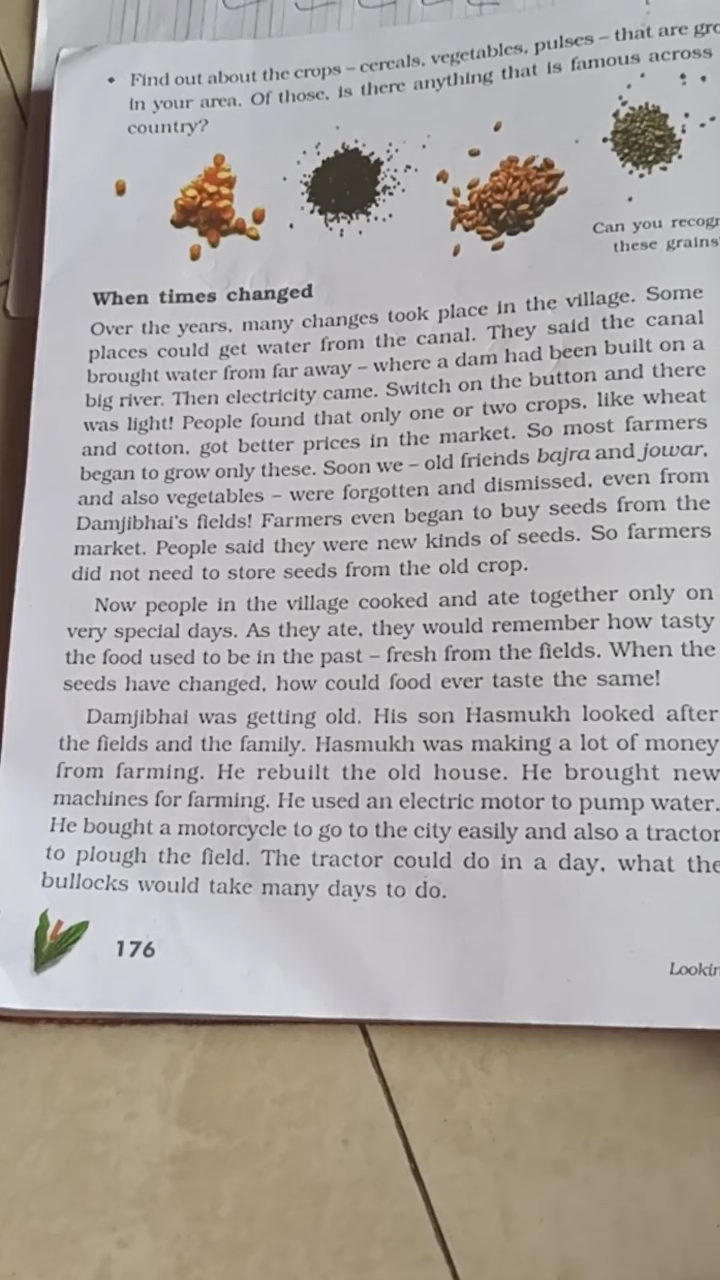 • Find out about the crops – cereals, vegetables, pulses – that are
in your area. Of those, is there anything that is famous across
country?
Can you
these grains
When times changed
Over the years, many changes took place in the village. Some
places could get water from the canal. They said the canal
brought water from far away – where a dam had been built on a
big river. Then electricity came. Switch on the button and there
was light! People found that only one or two crops, like wheat
and cotton, got better prices in the market. So most farmers
began to grow only these. Soon we – old friends bajra and jowar,
and also vegetables – were forgotten and dismissed, even from
Damjibhai's fields! Farmers even began to buy seeds from the
market. People said they were new kinds of seeds. So farmers
did not need to store seeds from the old crop.
Now people in the village cooked and ate together only on
very special days. As they ate, they would remember how tasty
the food used to be in the past – fresh from the fields. When the
seeds have changed, how could food ever taste the same!
Damjibhai was getting old. His son Hasmukh looked after
the fields and the family. Hasmukh was making a lot of money
from farming. He rebuilt the old house. He brought new
machines for farming. He used an electric motor to pump water.
He bought a motorcycle to go to the city easily and also a tractor
to plough the field. The tractor could do in a day, what the
bullocks would take many days to do.
176